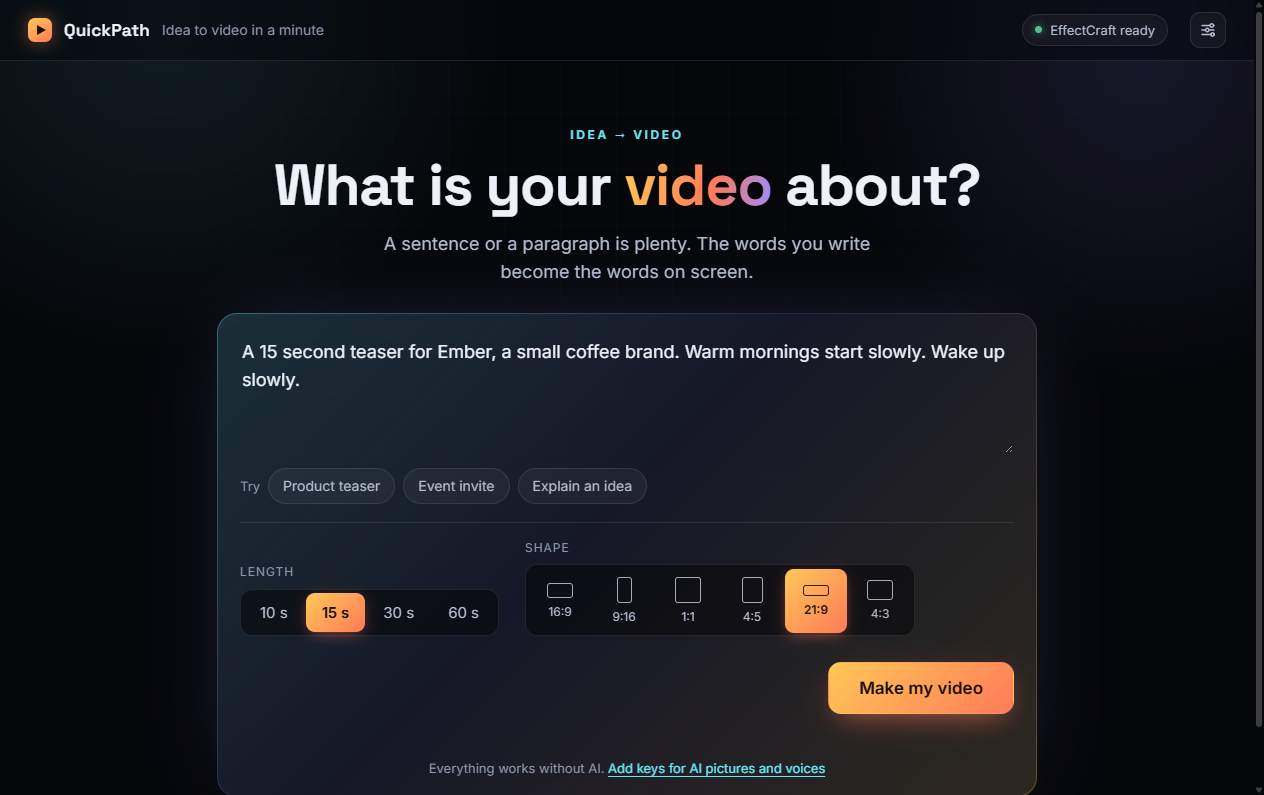 QuickPath Idea to video in a minute EffectCraft ready
IDEA → VIDEO
What is your video about?
A sentence or a paragraph is plenty. The words you write
become the words on screen.
A 15 second teaser for Ember, a small coffee brand. Warm mornings start slowly. Wake up
slowly.
Try Product teaser Event invite Explain an idea
LENGTH
10 s 15 s 30 s 60 s
SHAPE
16:9 9:16 1:1 4:5 21:9 4:3
Make my video
Everything works without AI. Add keys for AI pictures and voices